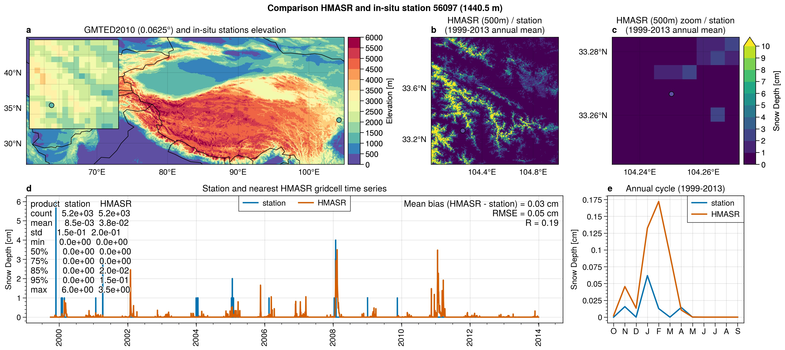 Comparison HMASR and in-situ station 56097 (1440.5 m)
a
GMTED2010 (0.0625°) and in-situ stations elevation
40°N
35°N
30°N
70°E
80°E
90°E
100°E
6000
5500
5000
4500
4000
3500
3000
2500
2000
1500
1000
500
0
Elevation [m]
b
HMASR (500m) / station
(1999-2013 annual mean)
33.6°N
33.2°N
104.4°E
104.8°E
c
HMASR (500m) zoom / station
(1999-2013 annual mean)
33.28°N
33.26°N
104.24°E
104.26°E
10
9
8
7
6
5
4
3
2
1
0
Snow Depth [cm]
d
Station and nearest HMASR gridcell time series
station
HMASR
Mean bias (HMASR - station) = 0.03 cm
RMSE = 0.05 cm
R = 0.19
product station HMASR
count 5.2e+03 5.2e+03
mean 8.5e-03 3.8e-02
std 1.5e-01 2.0e-01
min 0.0e+00 0.0e+00
50% 0.0e+00 0.0e+00
75% 0.0e+00 0.0e+00
85% 0.0e+00 2.0e-02
95% 0.0e+00 1.5e-01
max 6.0e+00 3.5e+00
Snow Depth [cm]
6
5
4
3
2
1
0
2000
2002
2004
2006
2008
2010
2012
2014
e
Annual cycle (1999-2013)
station
HMASR
Snow Depth [cm]
0.175
0.15
0.125
0.1
0.075
0.05
0.025
0
O N D J F M A M J J A S